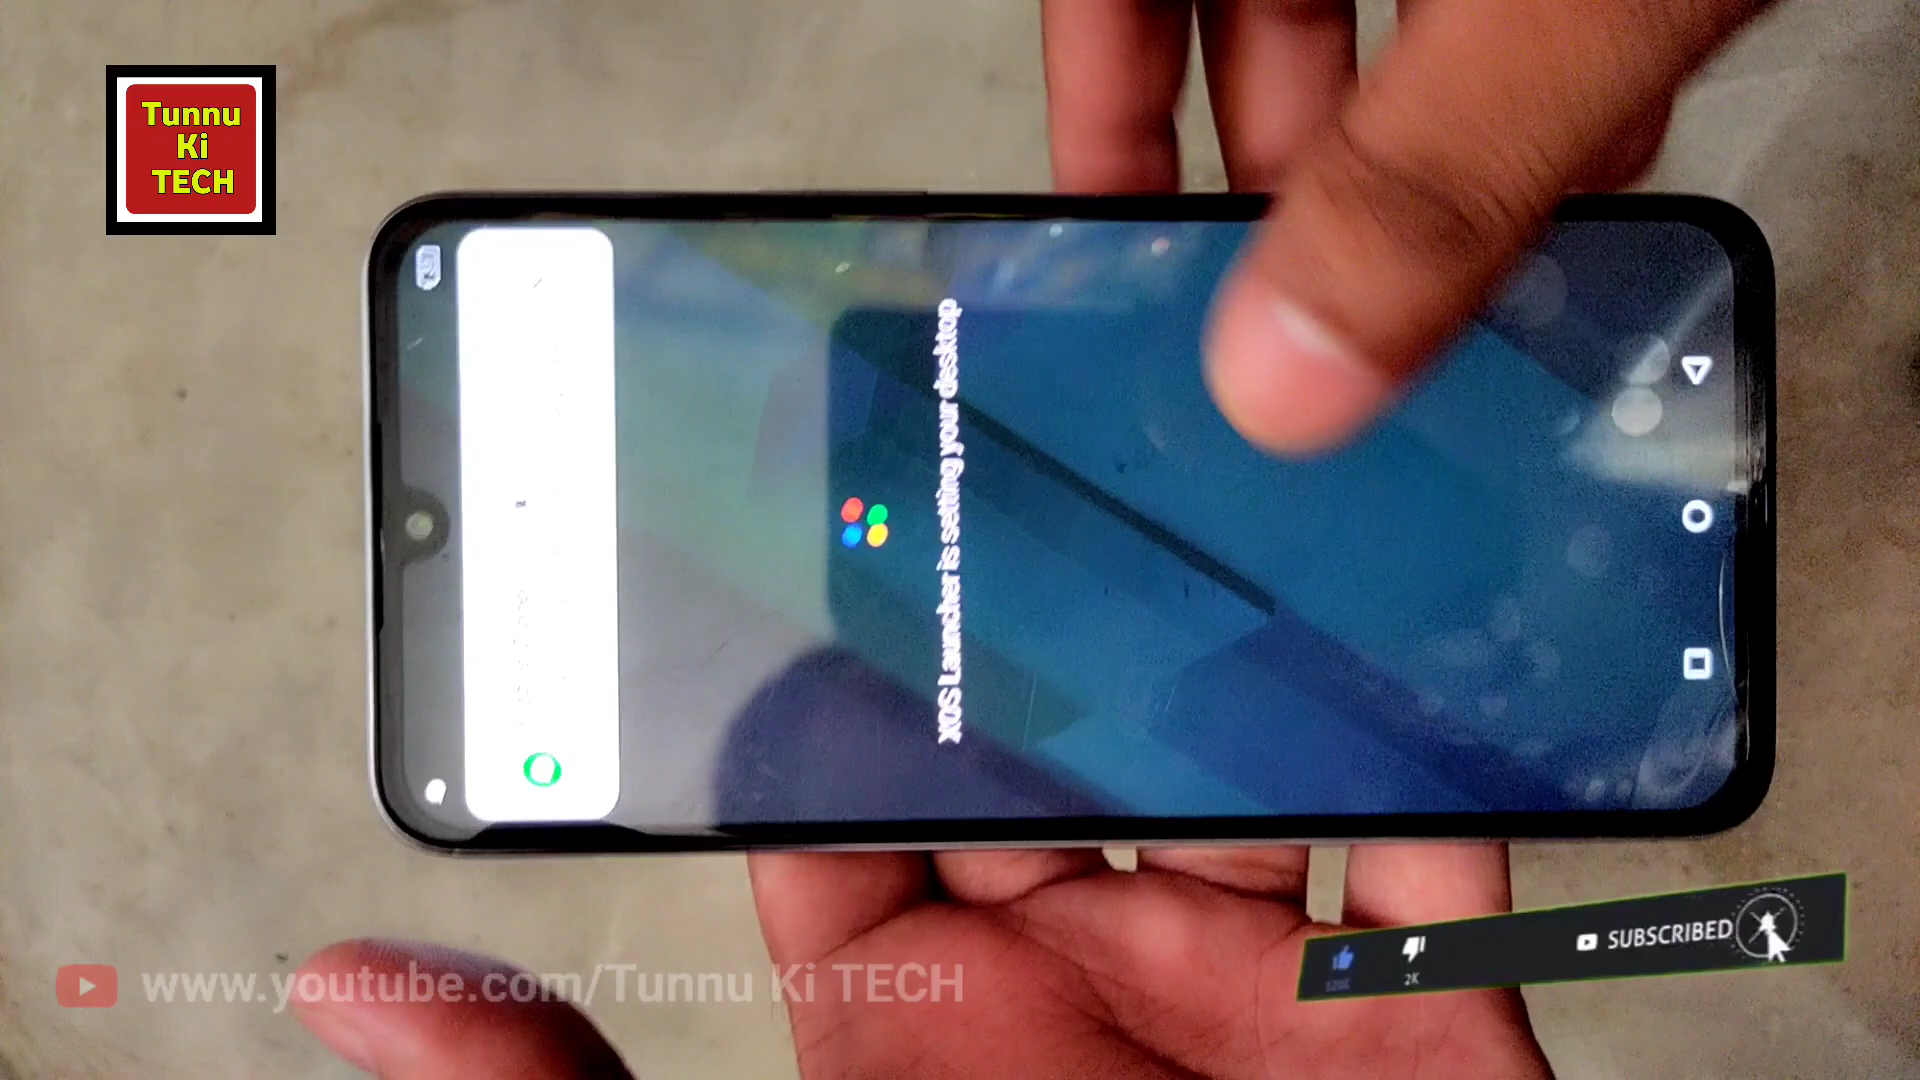 Tunnu
Ki
TECH
XOS Launcher is setting your desktop
SUBSCRIBED
2K
www.youtube.com/Tunnu Ki TECH